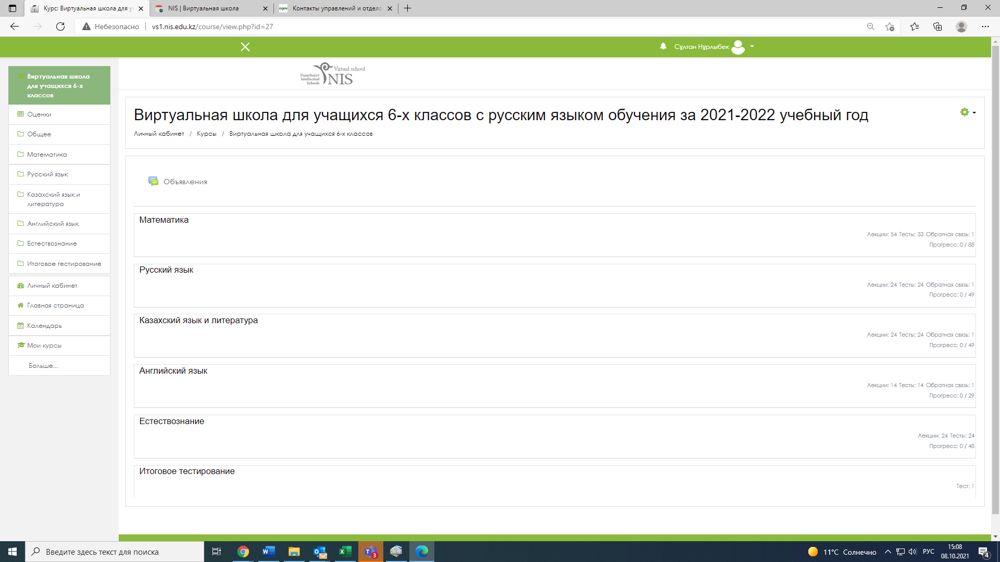 Курс: Виртуальная школа для у
NIS | Виртуальная школа
egov
Контакты управлений и отдело
Небезопасно
vs1.nis.edu.kz/course/view.php?id=27
Сұлтан Нұрлыбек
Virtual school
Nazarbayev
Intellectual
Schools
NIS
Виртуальная школа
для учащихся 6-х
классов
Оценки
Общее
Математика
Русский язык
Казахский язык и
литература
Английский язык
Естествознание
Итоговое тестирование
Личный кабинет
Главная страница
Календарь
Мои курсы
Больше...
Виртуальная школа для учащихся 6-х классов с русским языком обучения за 2021-2022 учебный год
Личный кабинет / Курсы / Виртуальная школа для учащихся 6-х классов
Объявления
Математика
Лекции: 54 Тесты: 33 Обратная связь: 1
Прогресс: 0 / 88
Русский язык
Лекции: 24 Тесты: 24 Обратная связь: 1
Прогресс: 0 / 49
Казахский язык и литература
Лекции: 24 Тесты: 24 Обратная связь: 1
Прогресс: 0 / 49
Английский язык
Лекции: 14 Тесты: 14 Обратная связь: 1
Прогресс: 0 / 29
Естествознание
Лекции: 24 Тесты: 24
Прогресс: 0 / 48
Итоговое тестирование
Тест: 1
Введите здесь текст для поиска
3
11°C Солнечно
РУС
15:08
08.10.2021
4